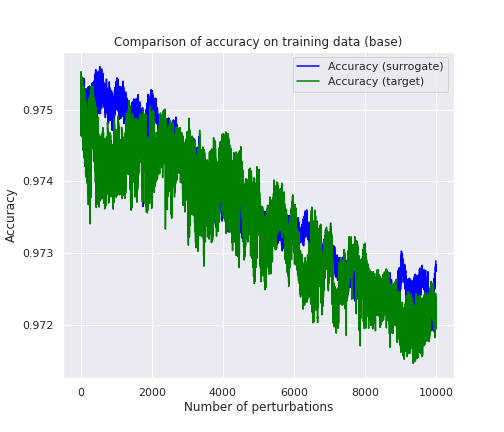 Comparison of accuracy on training data (base)
Accuracy (surrogate)
Accuracy (target)
0.975
0.974
0.973
0.972
Accuracy
0 2000 4000 6000 8000 10000
Number of perturbations